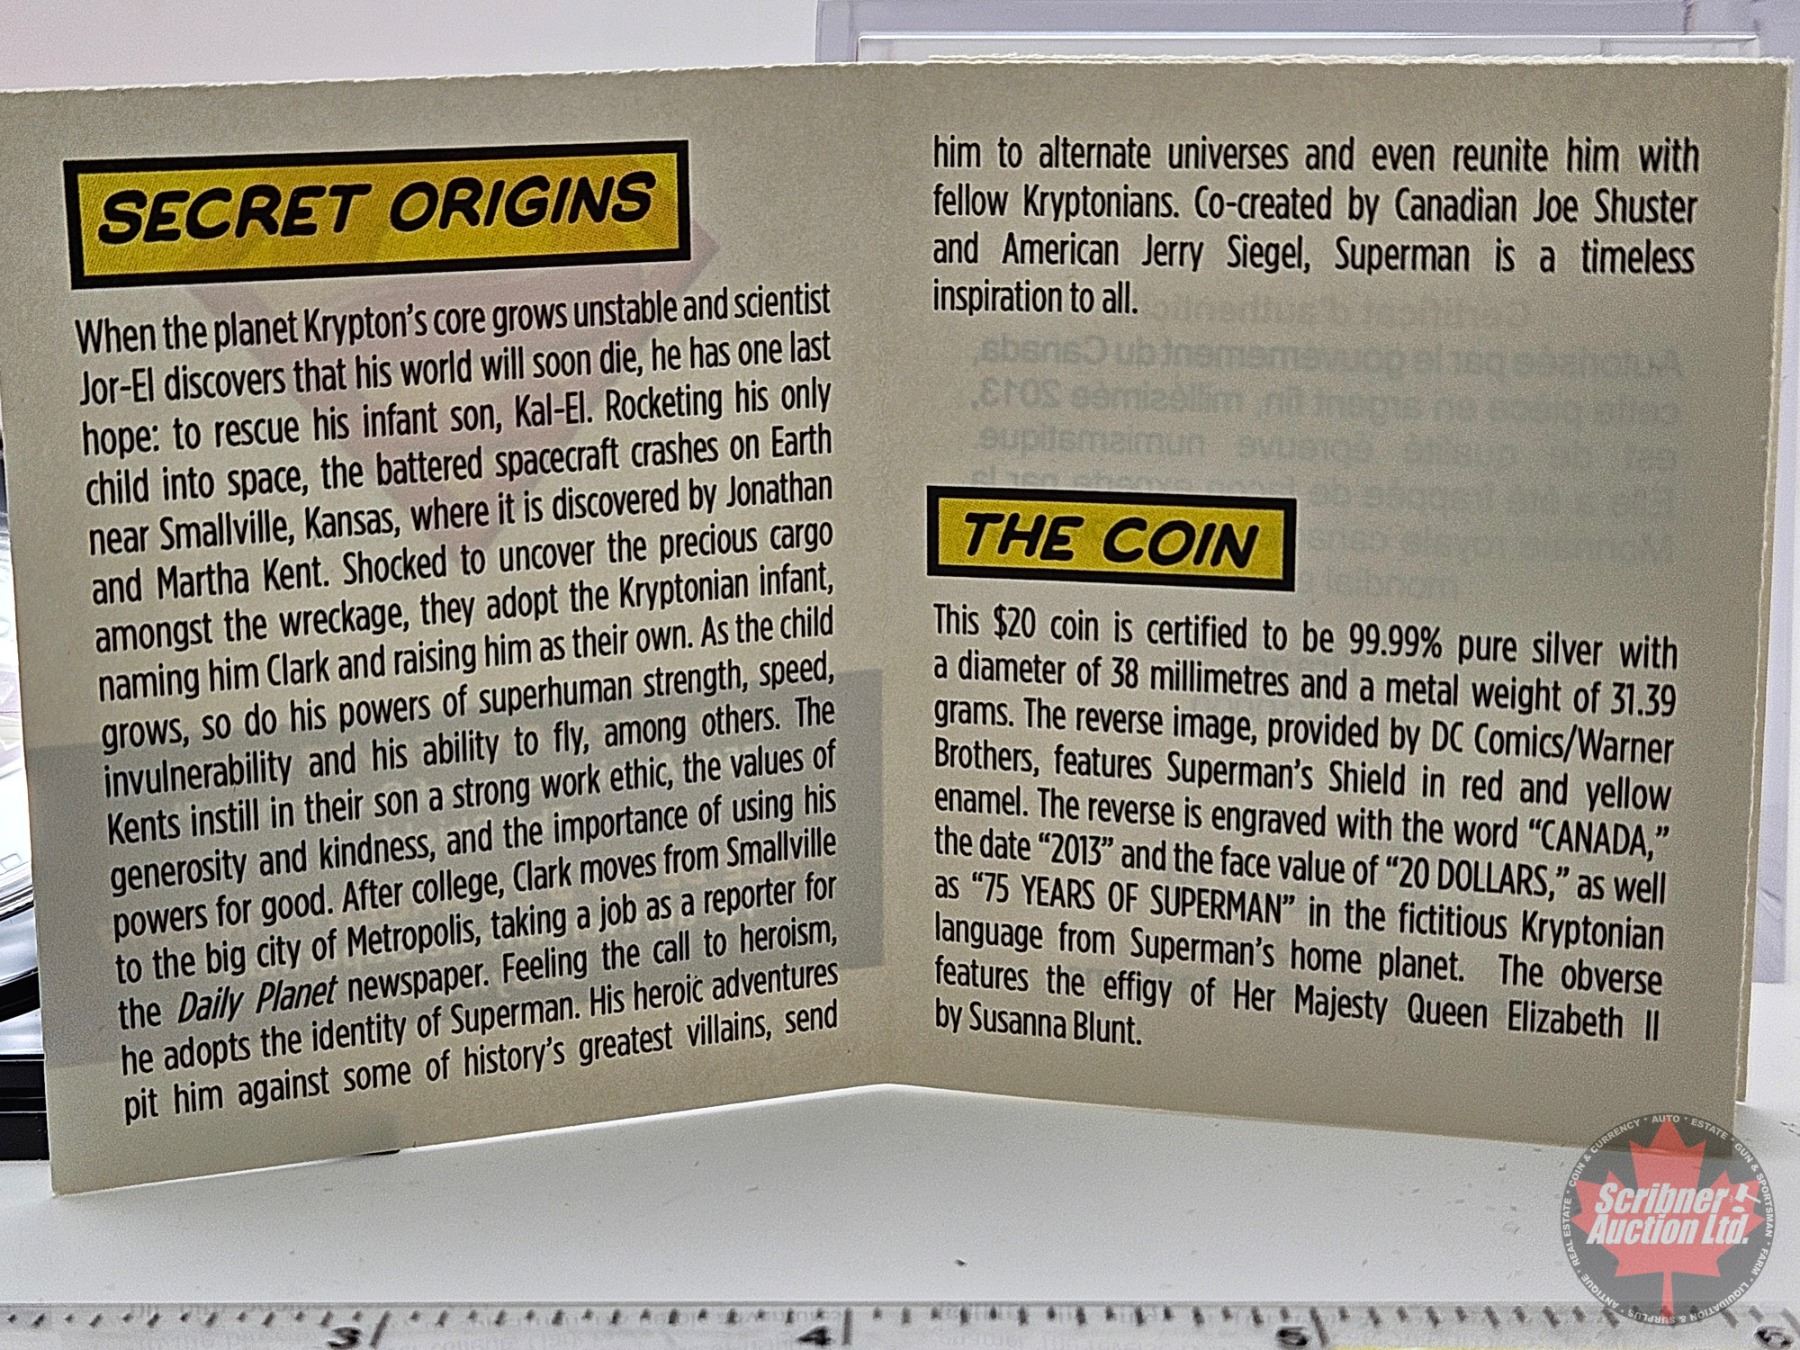 SECRET ORIGINS
When the planet Krypton's core grows unstable and scientist
Jor-El discovers that his world will soon die, he has one last
hope: to rescue his infant son, Kal-El. Rocketing his only
child into space, the battered spacecraft crashes on Earth
near Smallville, Kansas, where it is discovered by Jonathan
and Martha Kent. Shocked to uncover the precious cargo
amongst the wreckage, they adopt the Kryptonian infant,
naming him Clark and raising him as their own. As the child
grows, so do his powers of superhuman strength, speed,
invulnerability and his ability to fly, among others. The
Kents instill in their son a strong work ethic, the values of
generosity and kindness, and the importance of using his
powers for good. After college, Clark moves from Smallville
to the big city of Metropolis, taking a job as a reporter for
the Daily Planet newspaper. Feeling the call to heroism,
he adopts the identity of Superman. His heroic adventures
pit him against some of history's greatest villains, send
him to alternate universes and even reunite him with
fellow Kryptonians. Co-created by Canadian Joe Shuster
and American Jerry Siegel, Superman is a timeless
inspiration to all.
THE COIN
This $20 coin is certified to be 99.99% pure silver with
a diameter of 38 millimetres and a metal weight of 31.39
grams. The reverse image, provided by DC Comics/Warner
Brothers, features Superman's Shield in red and yellow
enamel. The reverse is engraved with the word “CANADA,”
the date “2013” and the face value of “20 DOLLARS,” as well
as “75 YEARS OF SUPERMAN” in the fictitious Kryptonian
language from Superman's home planet. The obverse
features the effigy of Her Majesty Queen Elizabeth II
by Susanna Blunt.
COIN & CURRENCY * AUTO * ESTATE * GUN & SPORTSMAN * FARM * LIQUIDATION & SURPLUS * ANTIQUE * REAL ESTATE *
Scribner
Auction Ltd.
3 4 5 6